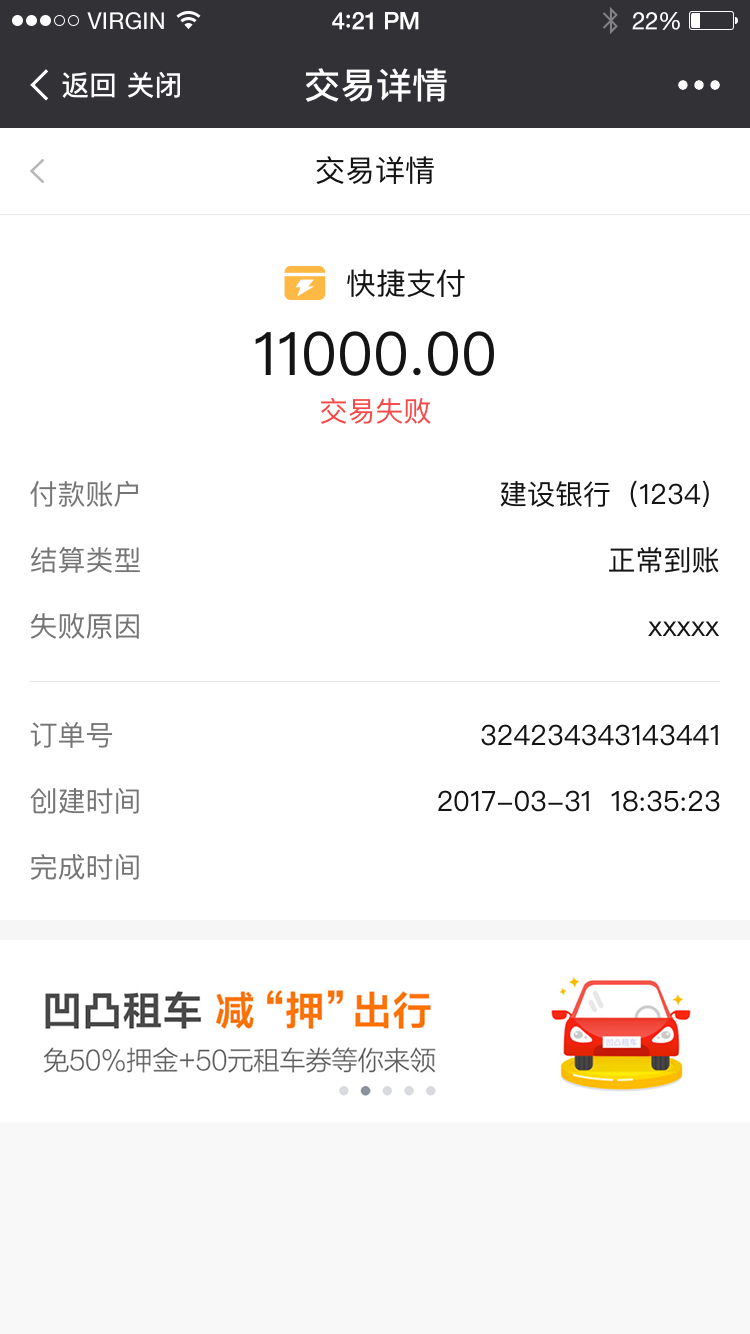 VIRGIN 4:21 PM 22%
返回 关闭 交易详情
交易详情
快捷支付
11000.00
交易失败
付款账户 建设银行（1234）
结算类型 正常到账
失败原因 xxxxx
订单号 324234343143441
创建时间 2017-03-31 18:35:23
完成时间
凹凸租车 减“押”出行
免50%押金+50元租车券等你来领
凹凸租车